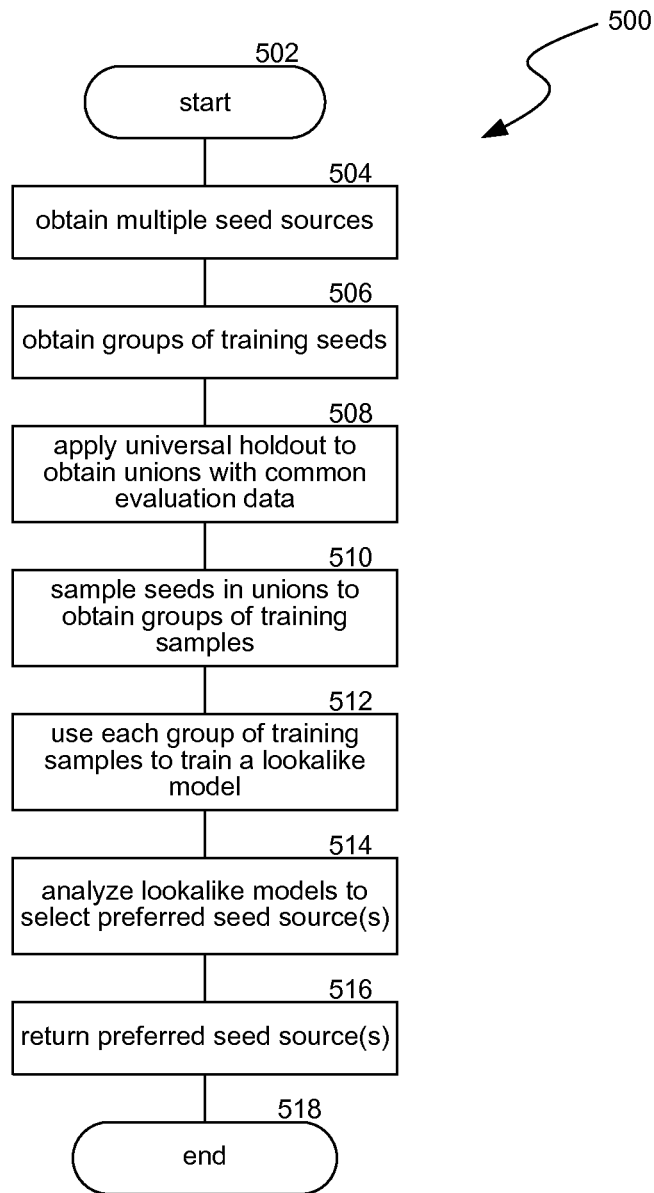 500
502
start
504
obtain multiple seed sources
506
obtain groups of training seeds
508
apply universal holdout to
obtain unions with common
evaluation data
510
sample seeds in unions to
obtain groups of training
samples
512
use each group of training
samples to train a lookalike
model
514
analyze lookalike models to
select preferred seed source(s)
516
return preferred seed source(s)
518
end